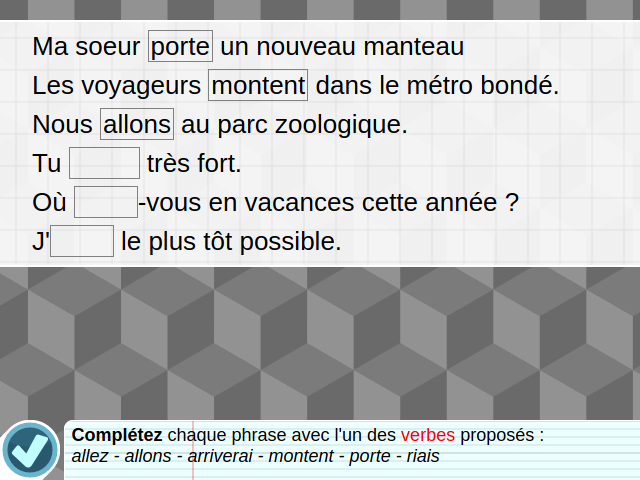 Ma soeur porte un nouveau manteau
Les voyageurs montent dans le métro bondé.
Nous allons au parc zoologique.
Tu très fort.
Où -vous en vacances cette année ?
J' le plus tôt possible.
Complétez chaque phrase avec l'un des verbes proposés :
allez - allons - arriverai - montent - porte - riais